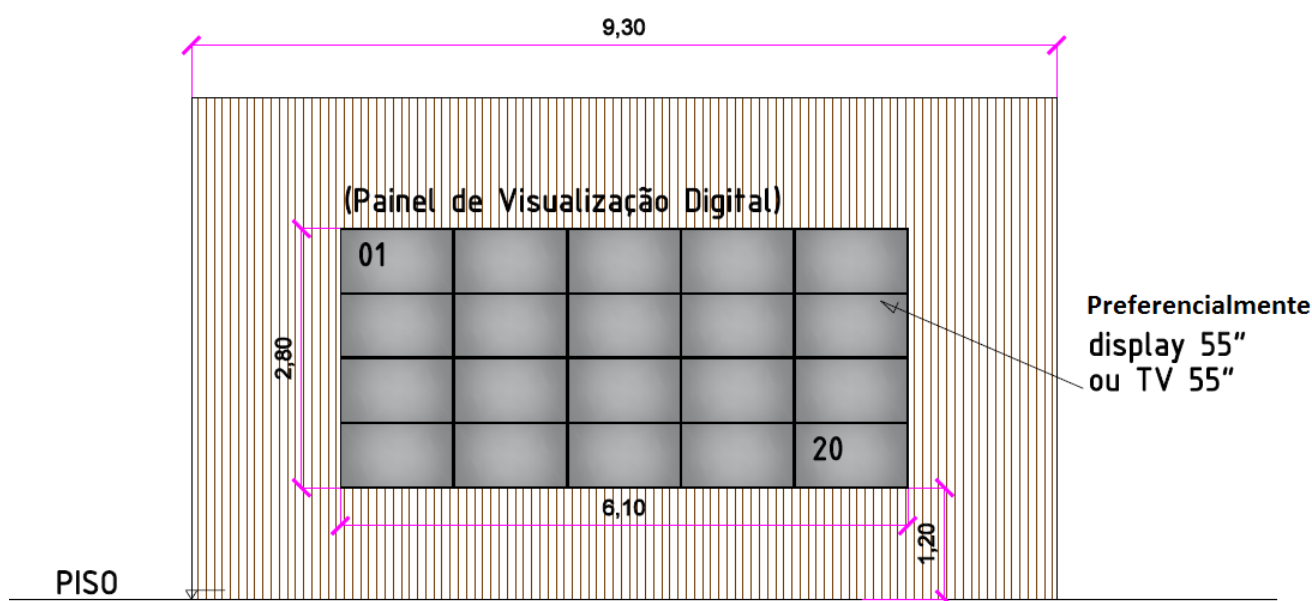 9,30
(Painel de Visualização Digital)
01
Preferencialmente
display 55"
ou TV 55"
2,80
20
6,10
1,20
PISO